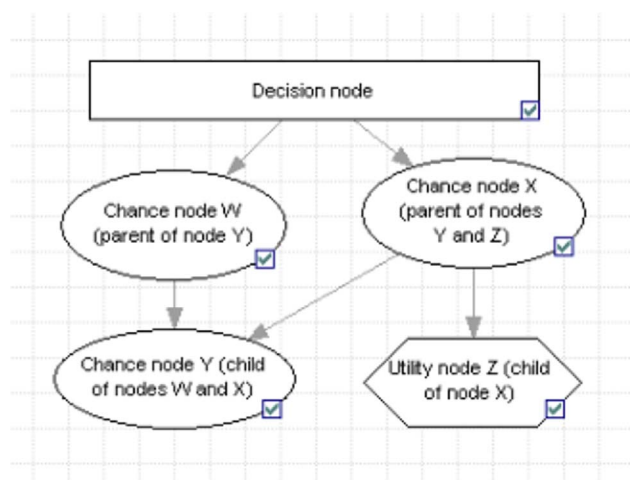 Decision node
Chance node W
(parent of node Y)
Chance node X
(parent of nodes
Y and Z)
Chance node Y (child
of nodes W and X)
Utility node Z (child
of node X)